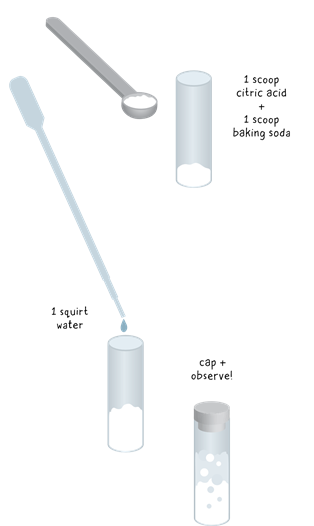 1 scoop
citric acid
+
1 scoop
baking soda
1 squirt
water
cap +
observe!